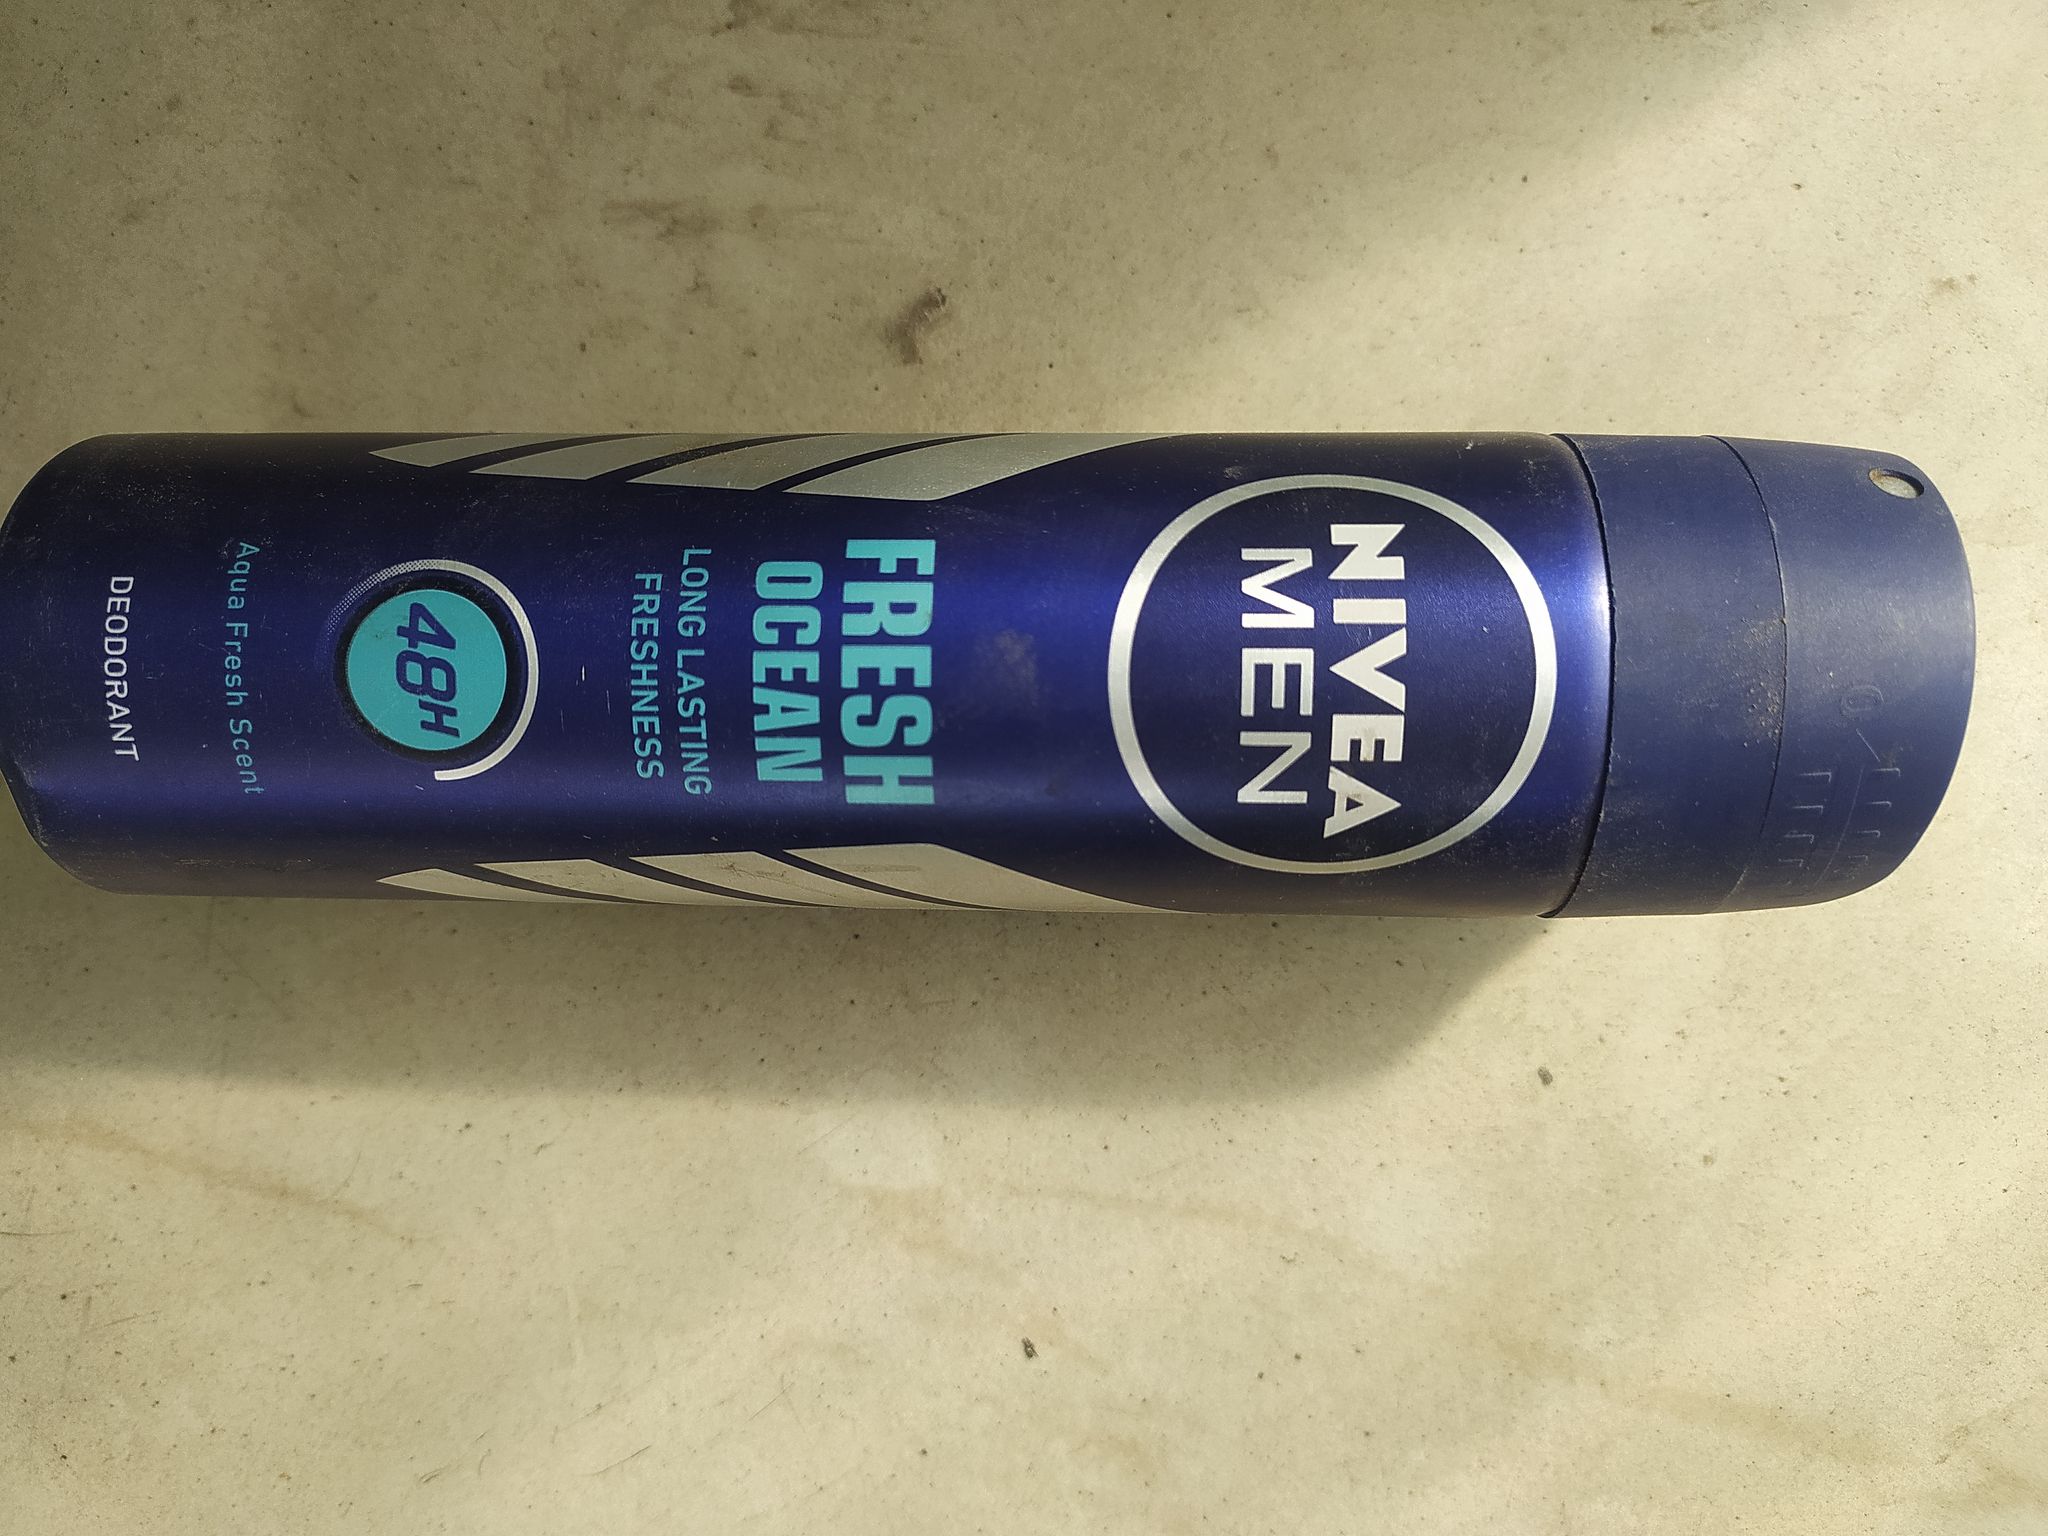 NIVEA
MEN
FRESH
OCEAN
LONG LASTING
FRESHNESS
48H
Aqua Fresh Scent
DEODORANT